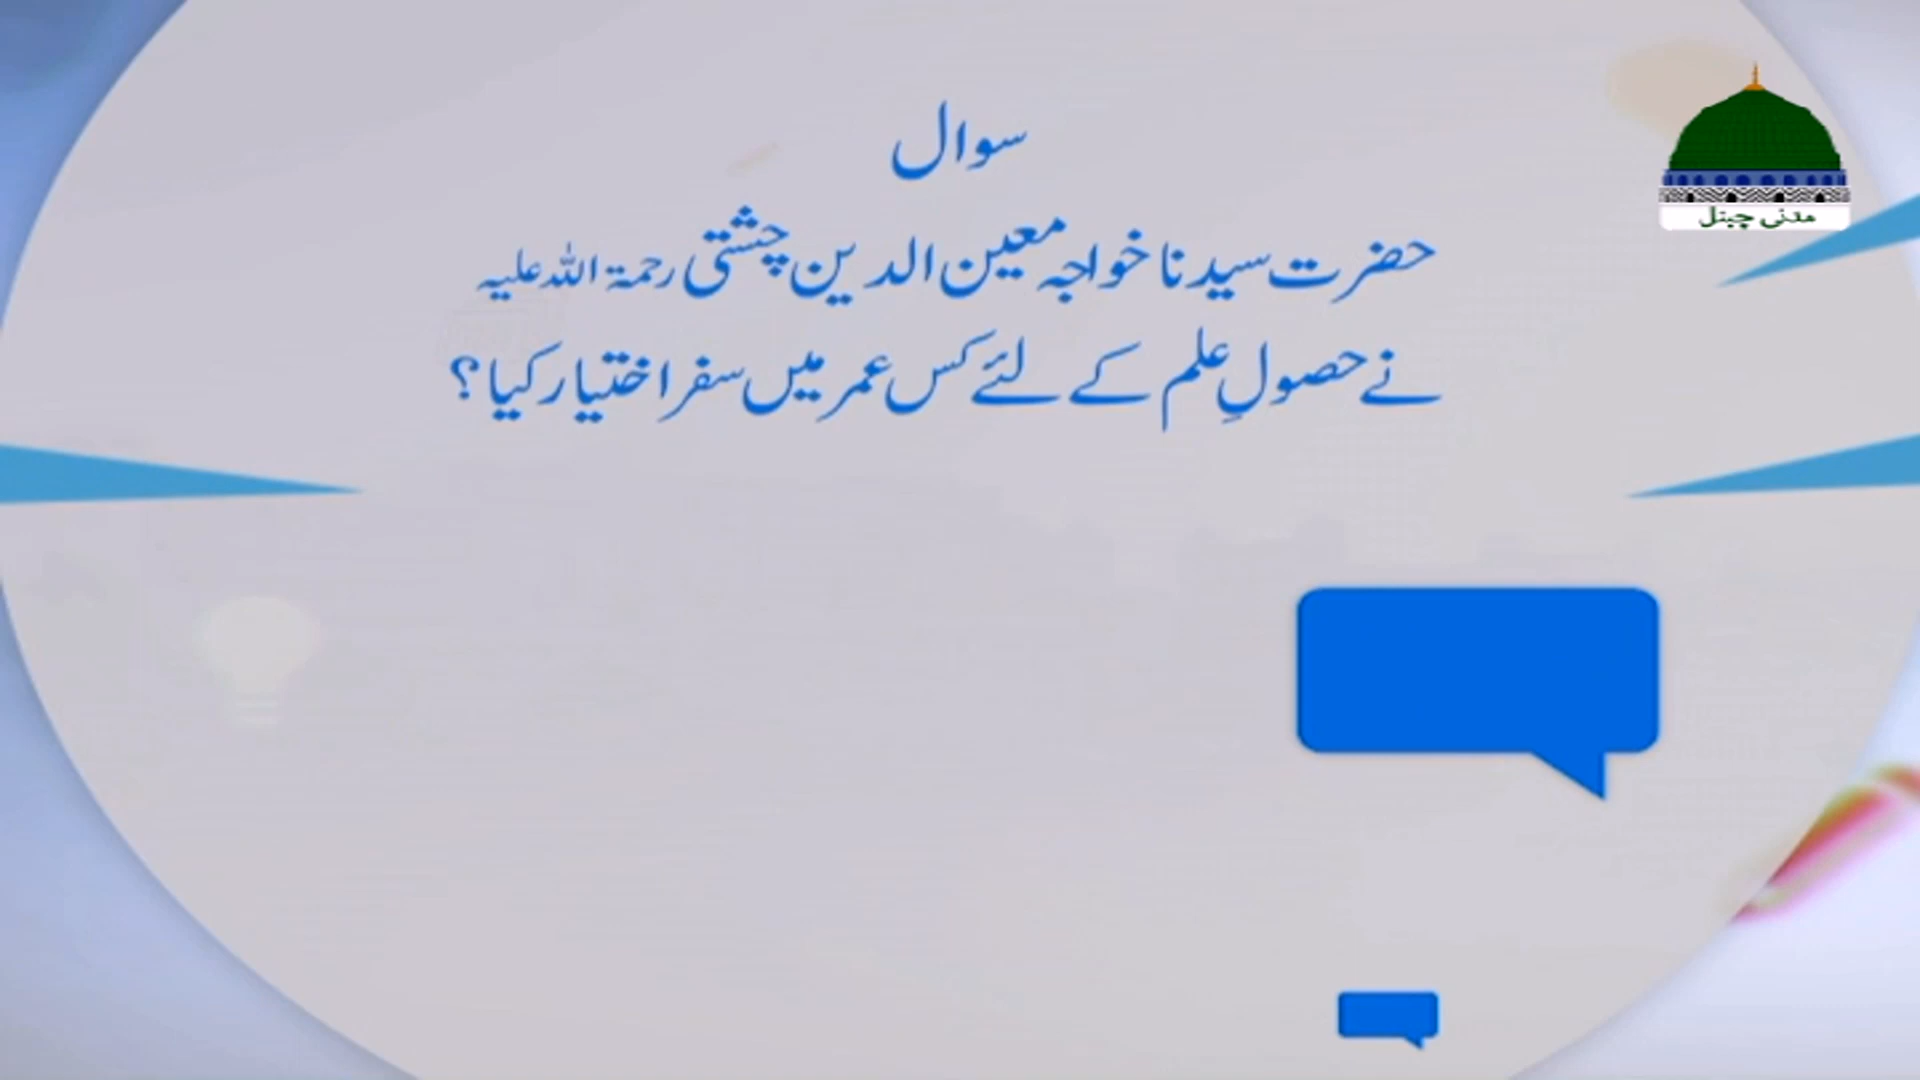 سوال
حضرت سیدنا خواجہ معین الدین چشتی رحمۃ اللہ علیہ
نے حصولِ علم کے لئے کس عمر میں سفر اختیار کیا؟
مدنی چینل